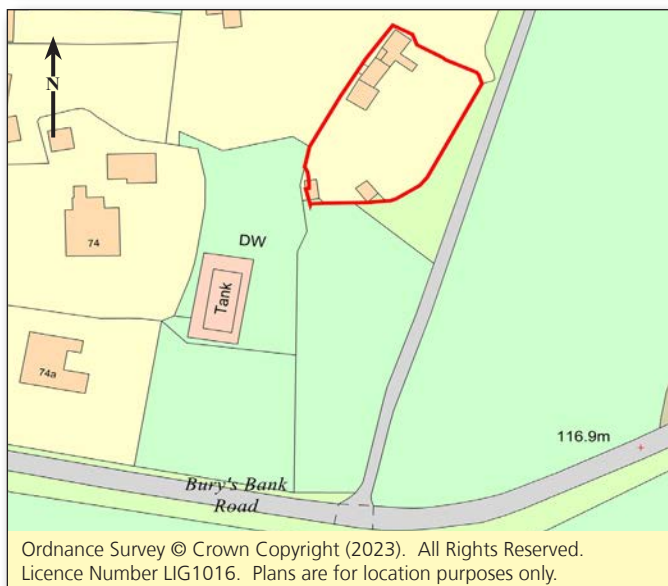 N
74
DW
Tank
74a
116.9m
Bury's Bank
Road
Ordnance Survey © Crown Copyright (2023). All Rights Reserved.
Licence Number LIG1016. Plans are for location purposes only.